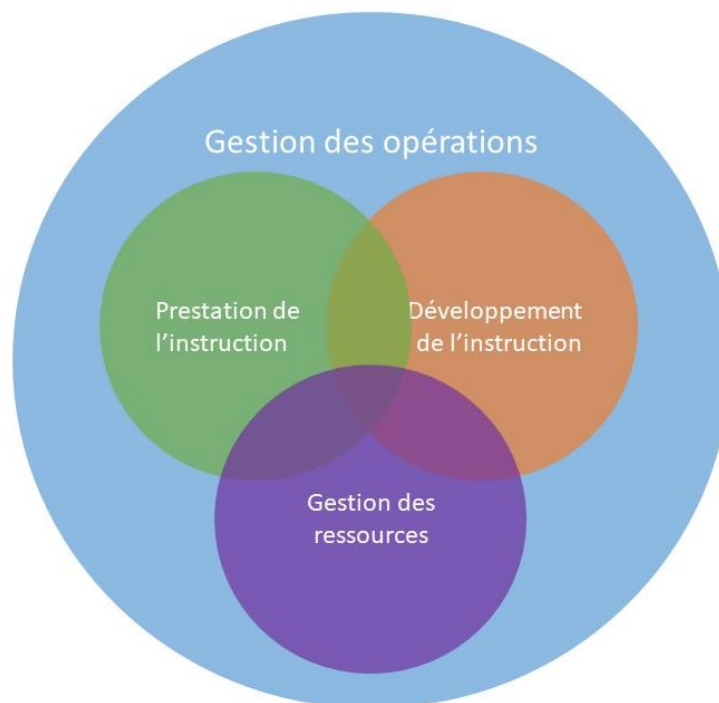 Gestion des opérations
Prestation de
l’instruction
Développement
de l’instruction
Gestion des
ressources